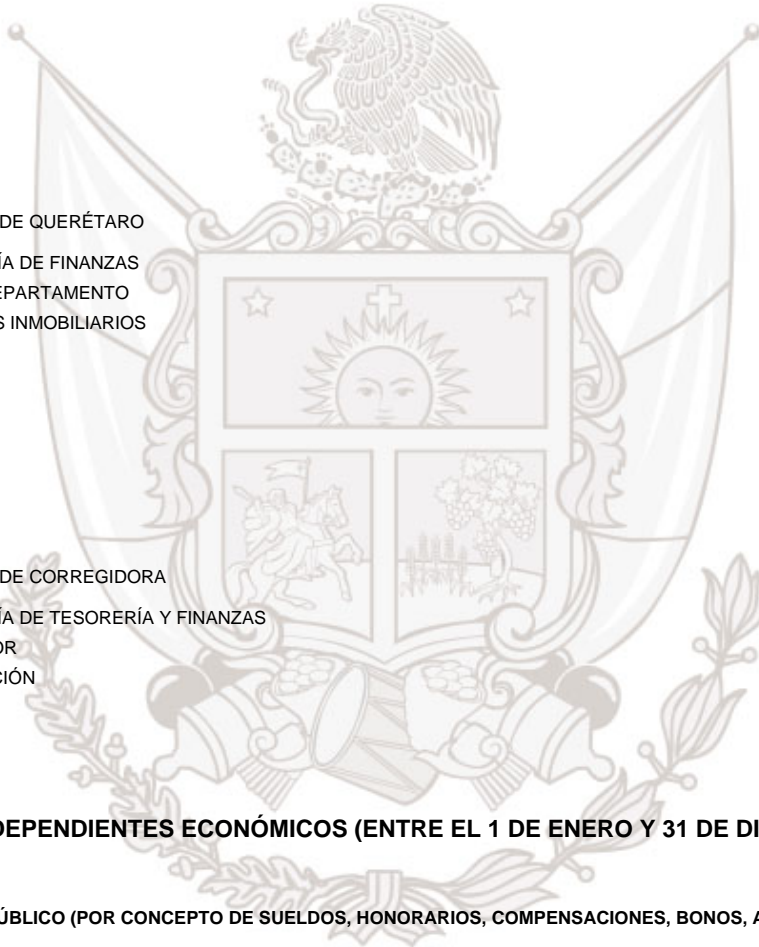 DE QUERÉTARO
ÍA DE FINANZAS
EPARTAMENTO
S INMOBILIARIOS
DE CORREGIDORA
ÍA DE TESORERÍA Y FINANZAS
OR
CIÓN
DEPENDIENTES ECONÓMICOS (ENTRE EL 1 DE ENERO Y 31 DE DI
ÚBLICO (POR CONCEPTO DE SUELDOS, HONORARIOS, COMPENSACIONES, BONOS, A